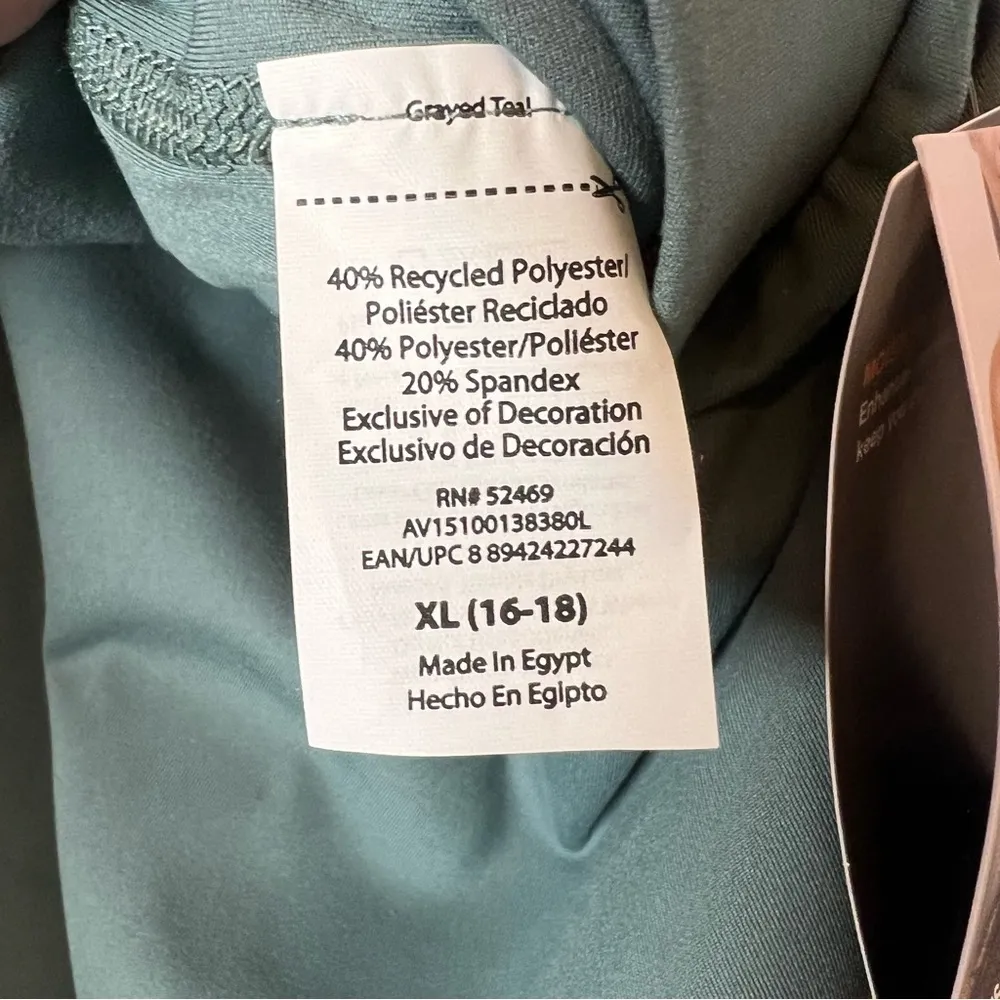 Grayed Teal
40% Recycled Polyester/
Poliéster Reciclado
40% Polyester/Poliéster
20% Spandex
Exclusive of Decoration
Exclusivo de Decoración
RN# 52469
AV15100138380L
EAN/UPC 8 89424227244
XL (16-18)
Made In Egypt
Hecho En Egipto
keep